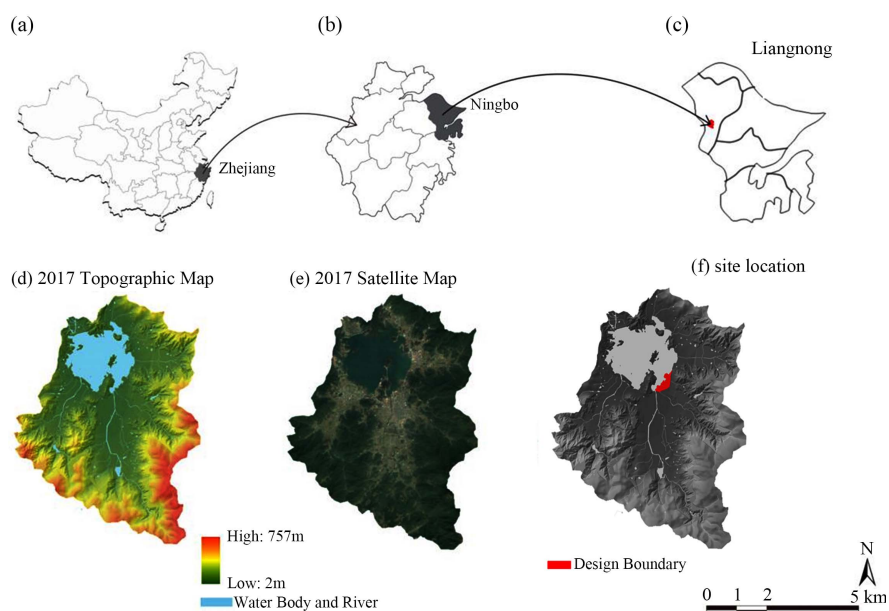 (a)
(b)
(c)
Liangnong
Ningbo
Zhejiang
(d) 2017 Topographic Map
(e) 2017 Satellite Map
(f) site location
High: 757m
Low: 2m
Water Body and River
Design Boundary
N
0 1 2 5 km